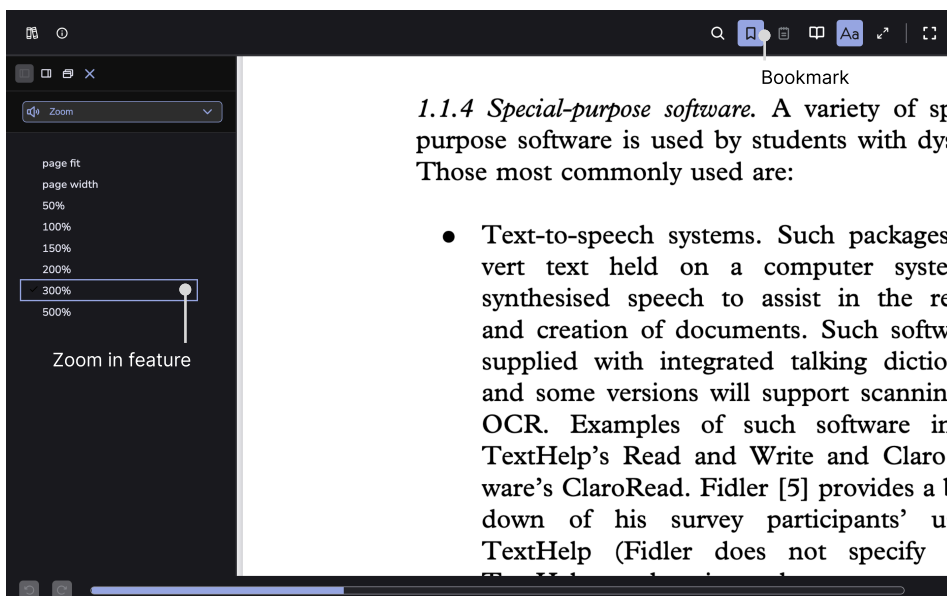 Aa
Bookmark
Zoom
page fit
page width
50%
100%
150%
200%
300%
500%
Zoom in feature
1.1.4 Special-purpose software. A variety of sp
purpose software is used by students with dys
Those most commonly used are:
● Text-to-speech systems. Such packages
vert text held on a computer syste
synthesised speech to assist in the re
and creation of documents. Such softw
supplied with integrated talking dictio
and some versions will support scannin
OCR. Examples of such software in
TextHelp's Read and Write and Claro
ware's ClaroRead. Fidler [5] provides a b
down of his survey participants' u
TextHelp (Fidler does not specify